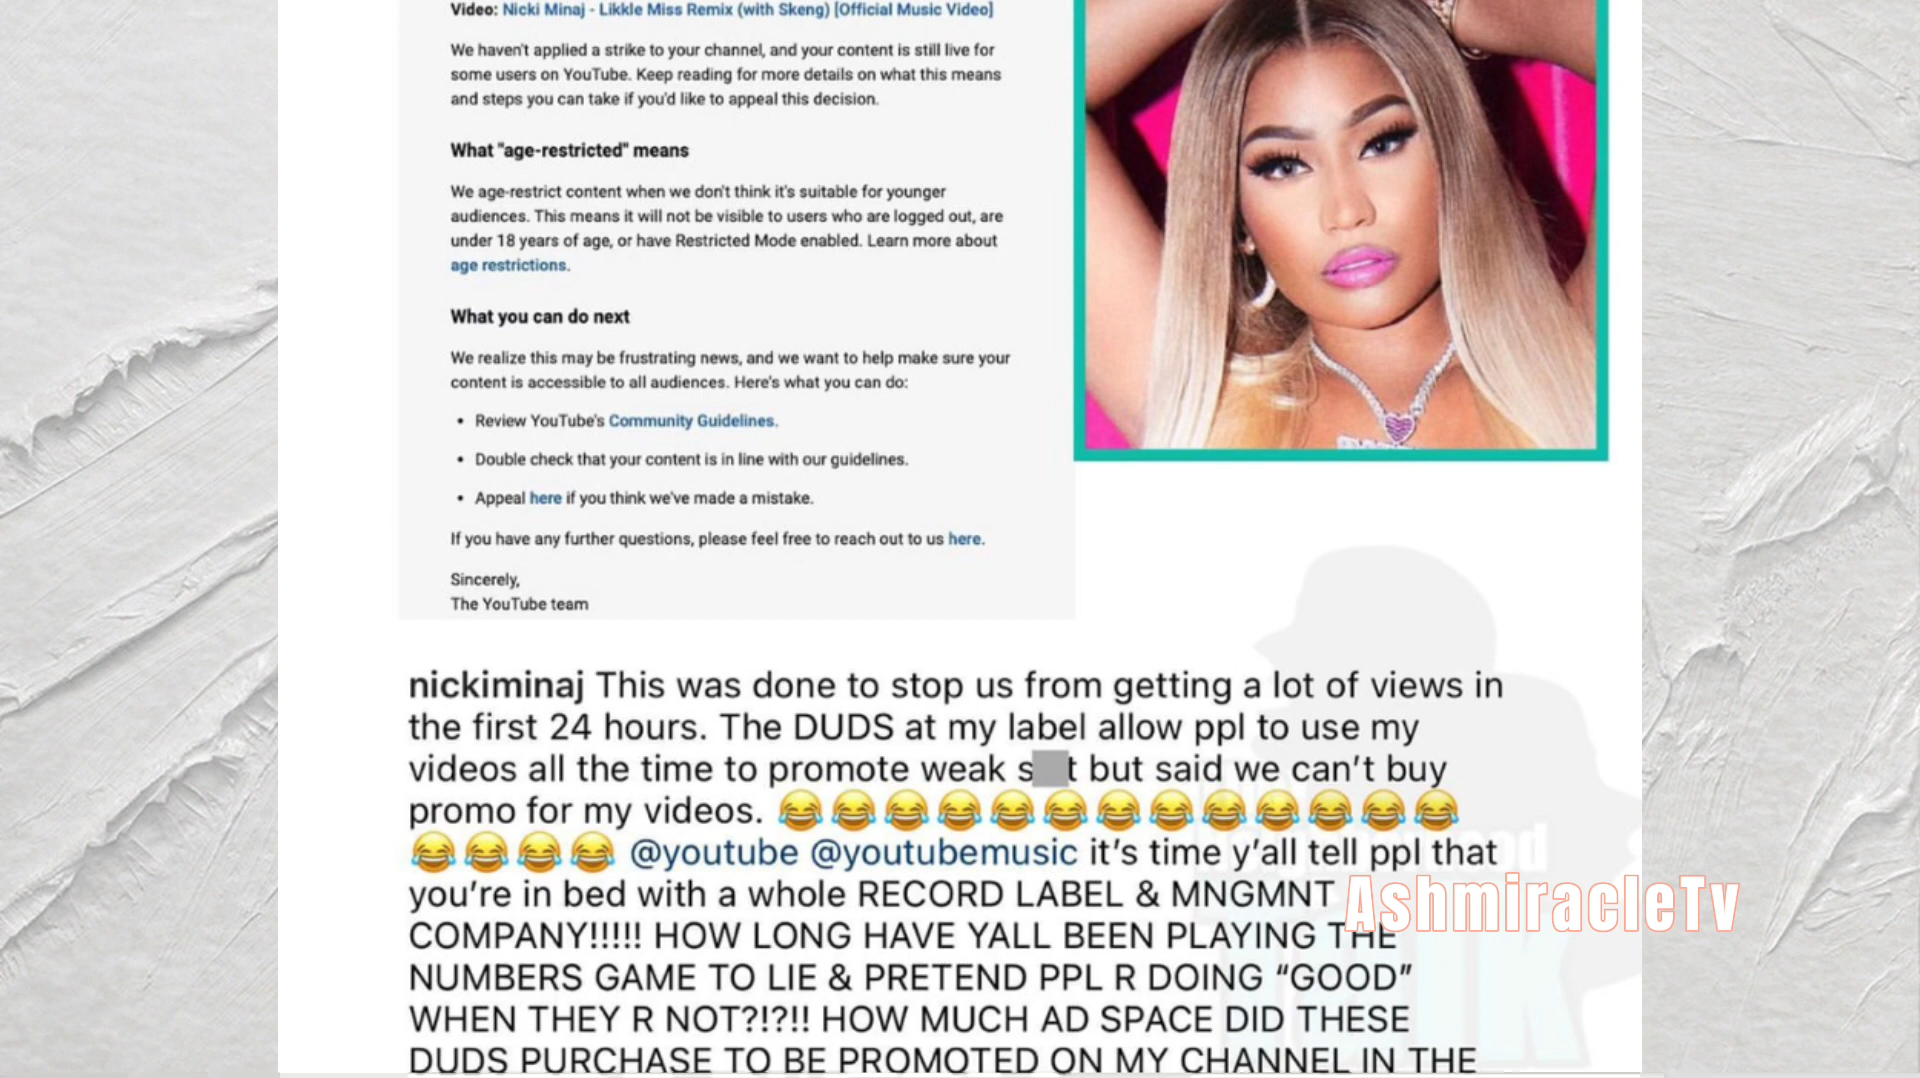 Video: Nicki Minaj - Likkle Miss Remix (with Skeng) [Official Music Video]
We haven't applied a strike to your channel, and your content is still live for
some users on YouTube. Keep reading for more details on what this means
and steps you can take if you'd like to appeal this decision.
What "age-restricted" means
We age-restrict content when we don't think it's suitable for younger
audiences. This means it will not be visible to users who are logged out, are
under 18 years of age, or have Restricted Mode enabled. Learn more about
age restrictions.
What you can do next
We realize this may be frustrating news, and we want to help make sure your
content is accessible to all audiences. Here's what you can do:
• Review YouTube's Community Guidelines.
• Double check that your content is in line with our guidelines.
• Appeal here if you think we've made a mistake.
If you have any further questions, please feel free to reach out to us here.
Sincerely,
The YouTube team
nickiminaj This was done to stop us from getting a lot of views in
the first 24 hours. The DUDS at my label allow ppl to use my
videos all the time to promote weak s t but said we can't buy
promo for my videos. 😂😂😂😂😂😂😂😂😂😂😂😂😂
😂😂😂😂 @youtube @youtubemusic it's time y'all tell ppl that
you're in bed with a whole RECORD LABEL & MNGMNT
COMPANY!!!!! HOW LONG HAVE YALL BEEN PLAYING THE
NUMBERS GAME TO LIE & PRETEND PPL R DOING “GOOD”
WHEN THEY R NOT?!?!! HOW MUCH AD SPACE DID THESE
DUDS PURCHASE TO BE PROMOTED ON MY CHANNEL IN THE
AshmiracleTv
Talk